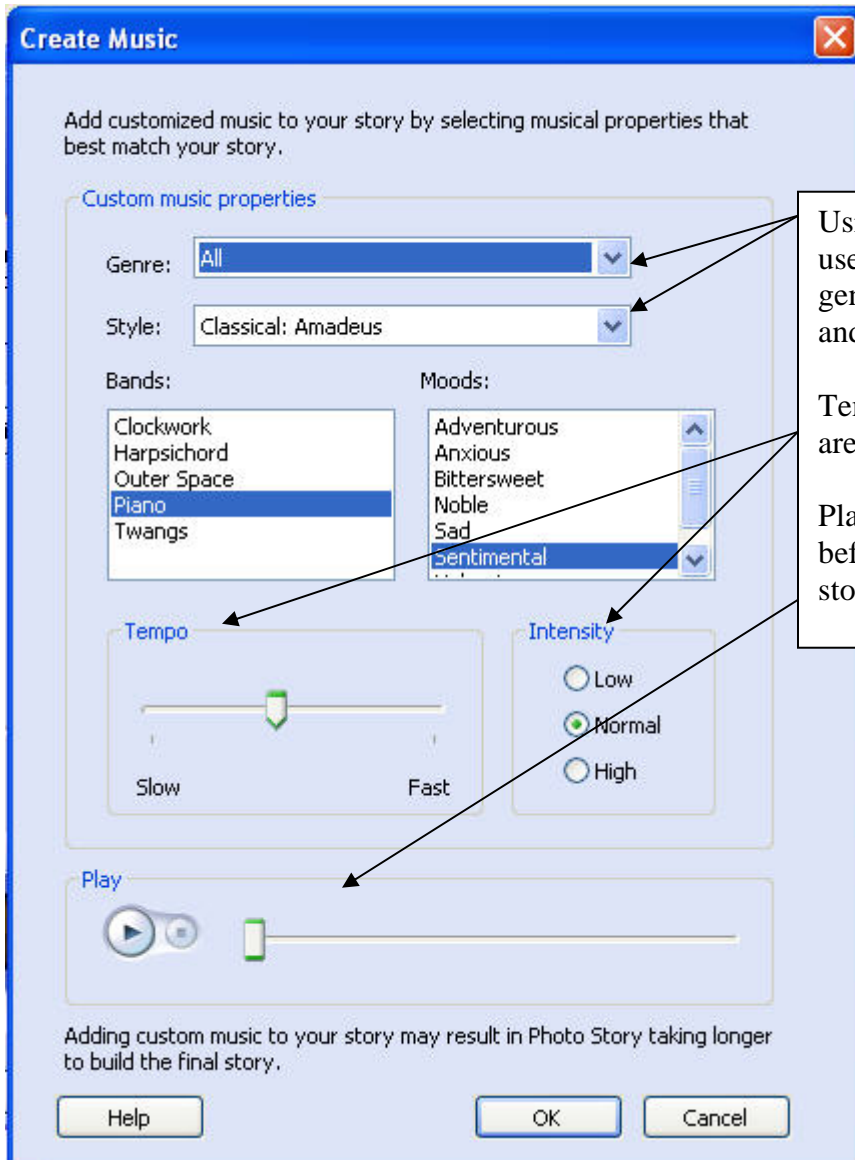 Create Music
Add customized music to your story by selecting musical properties that
best match your story.
Custom music properties
Genre: All
Style: Classical: Amadeus
Bands: Moods:
Clockwork
Harpsichord
Outer Space
Piano
Twangs
Adventurous
Anxious
Bittersweet
Noble
Sad
Sentimental
Tempo
Slow Fast
Intensity
Low
Normal
High
Play
Adding custom music to your story may result in Photo Story taking longer
to build the final story.
Help OK Cancel